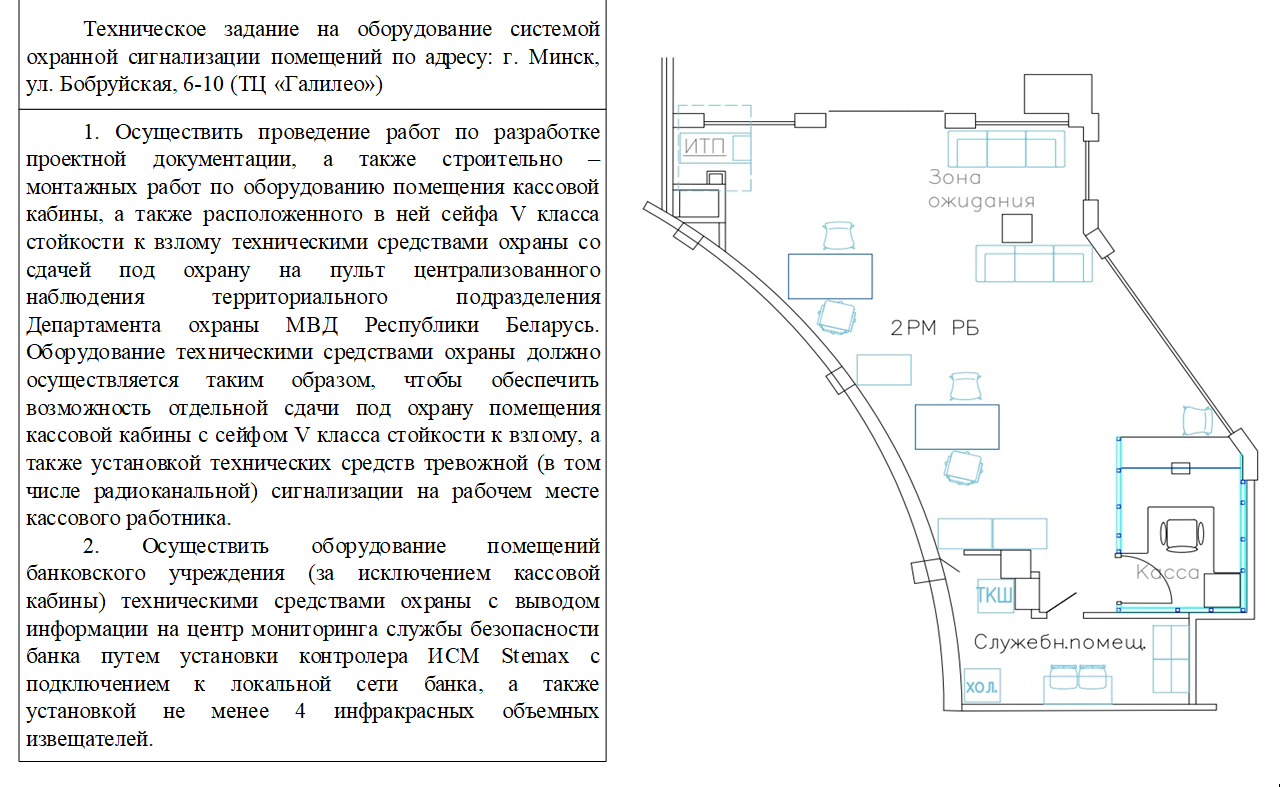 Техническое задание на оборудование системой
охранной сигнализации помещений по адресу: г. Минск,
ул. Бобруйская, 6-10 (ТЦ «Галилео»)
1. Осуществить проведение работ по разработке
проектной документации, а также строительно –
монтажных работ по оборудованию помещения кассовой
кабины, а также расположенного в ней сейфа V класса
стойкости к взлому техническими средствами охраны со
сдачей под охрану на пульт централизованного
наблюдения территориального подразделения
Департамента охраны МВД Республики Беларусь.
Оборудование техническими средствами охраны должно
осуществляется таким образом, чтобы обеспечить
возможность отдельной сдачи под охрану помещения
кассовой кабины с сейфом V класса стойкости к взлому, а
также установкой технических средств тревожной (в том
числе радиоканальной) сигнализации на рабочем месте
кассового работника.
2. Осуществить оборудование помещений
банковского учреждения (за исключением кассовой
кабины) техническими средствами охраны с выводом
информации на центр мониторинга службы безопасности
банка путем установки контролера ИСМ Stemax с
подключением к локальной сети банка, а также
установкой не менее 4 инфракрасных объемных
извещателей.
ИТП
Зона
ожидания
2РМ РБ
Касса
ТКШ
Служебн.помещ.
хол.